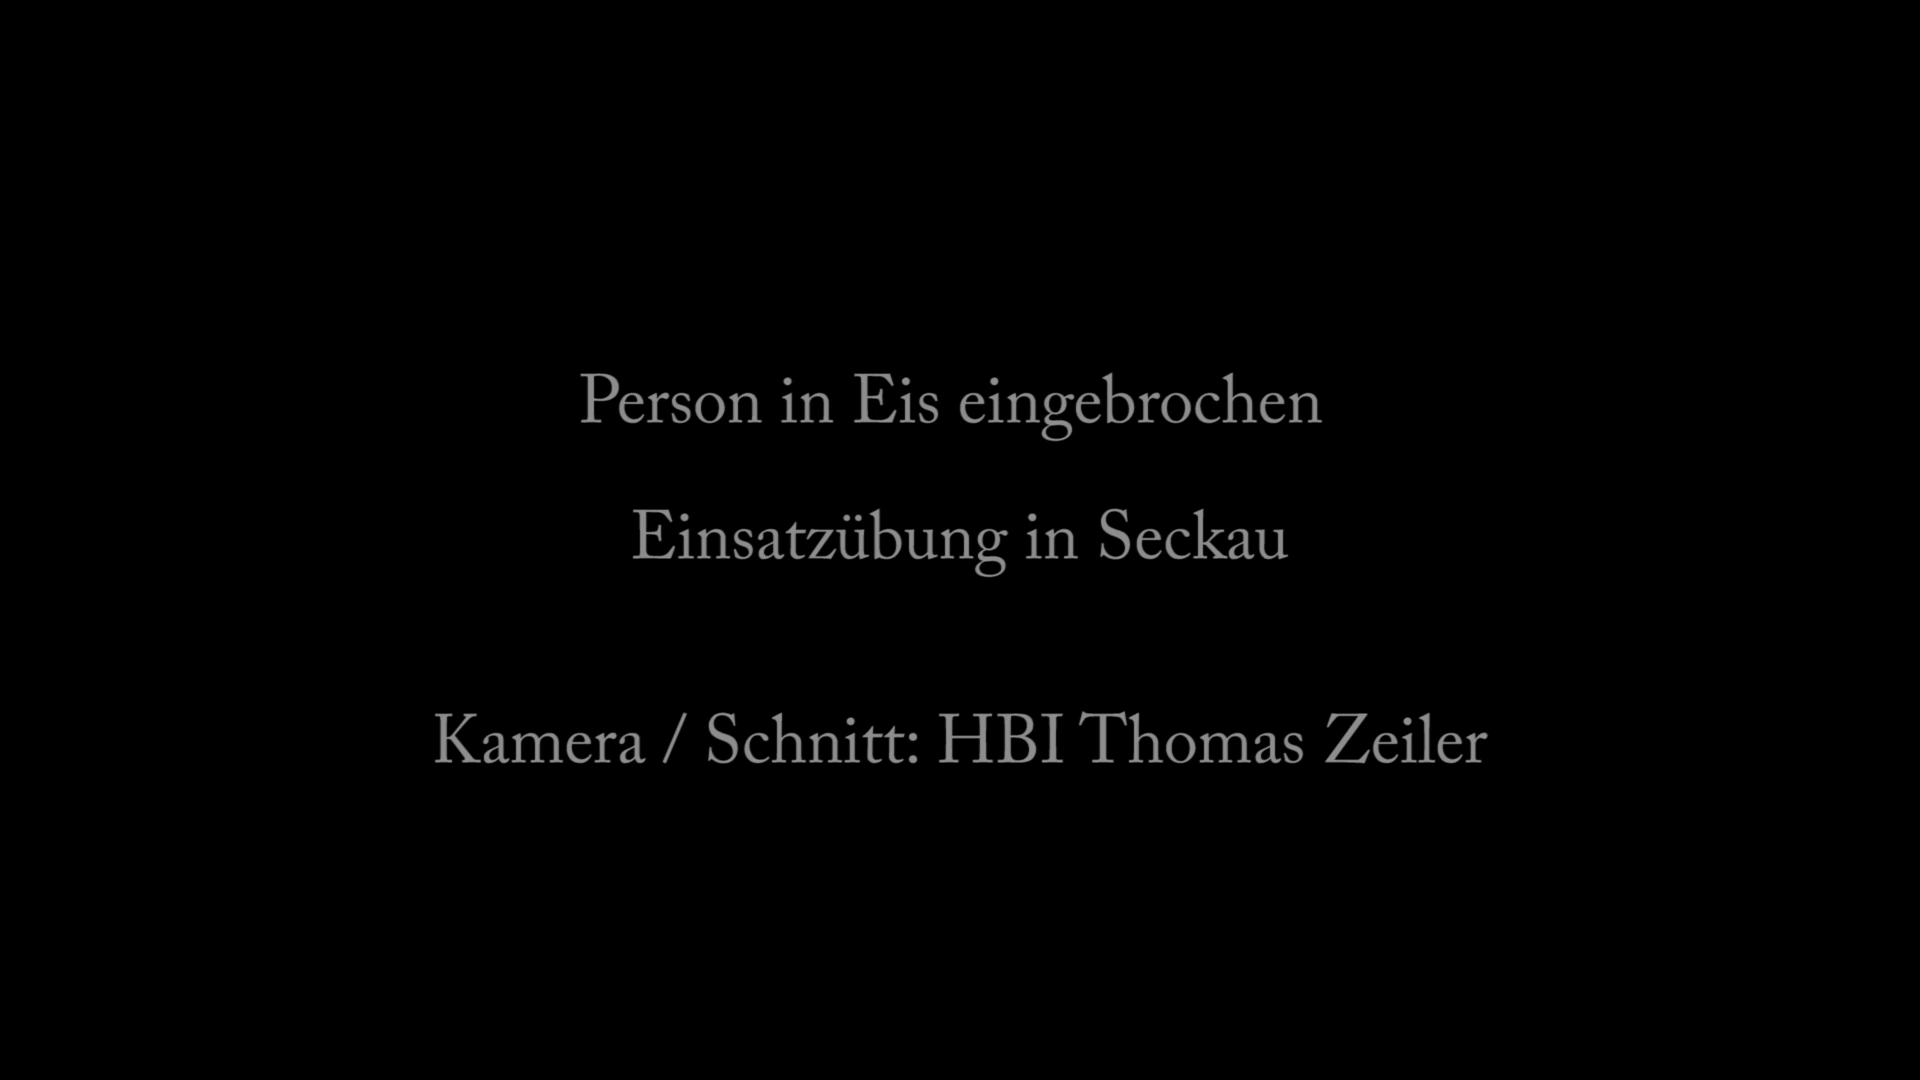 Person in Eis eingebrochen
Einsatzübung in Seckau
Kamera / Schnitt: HBI Thomas Zeiler